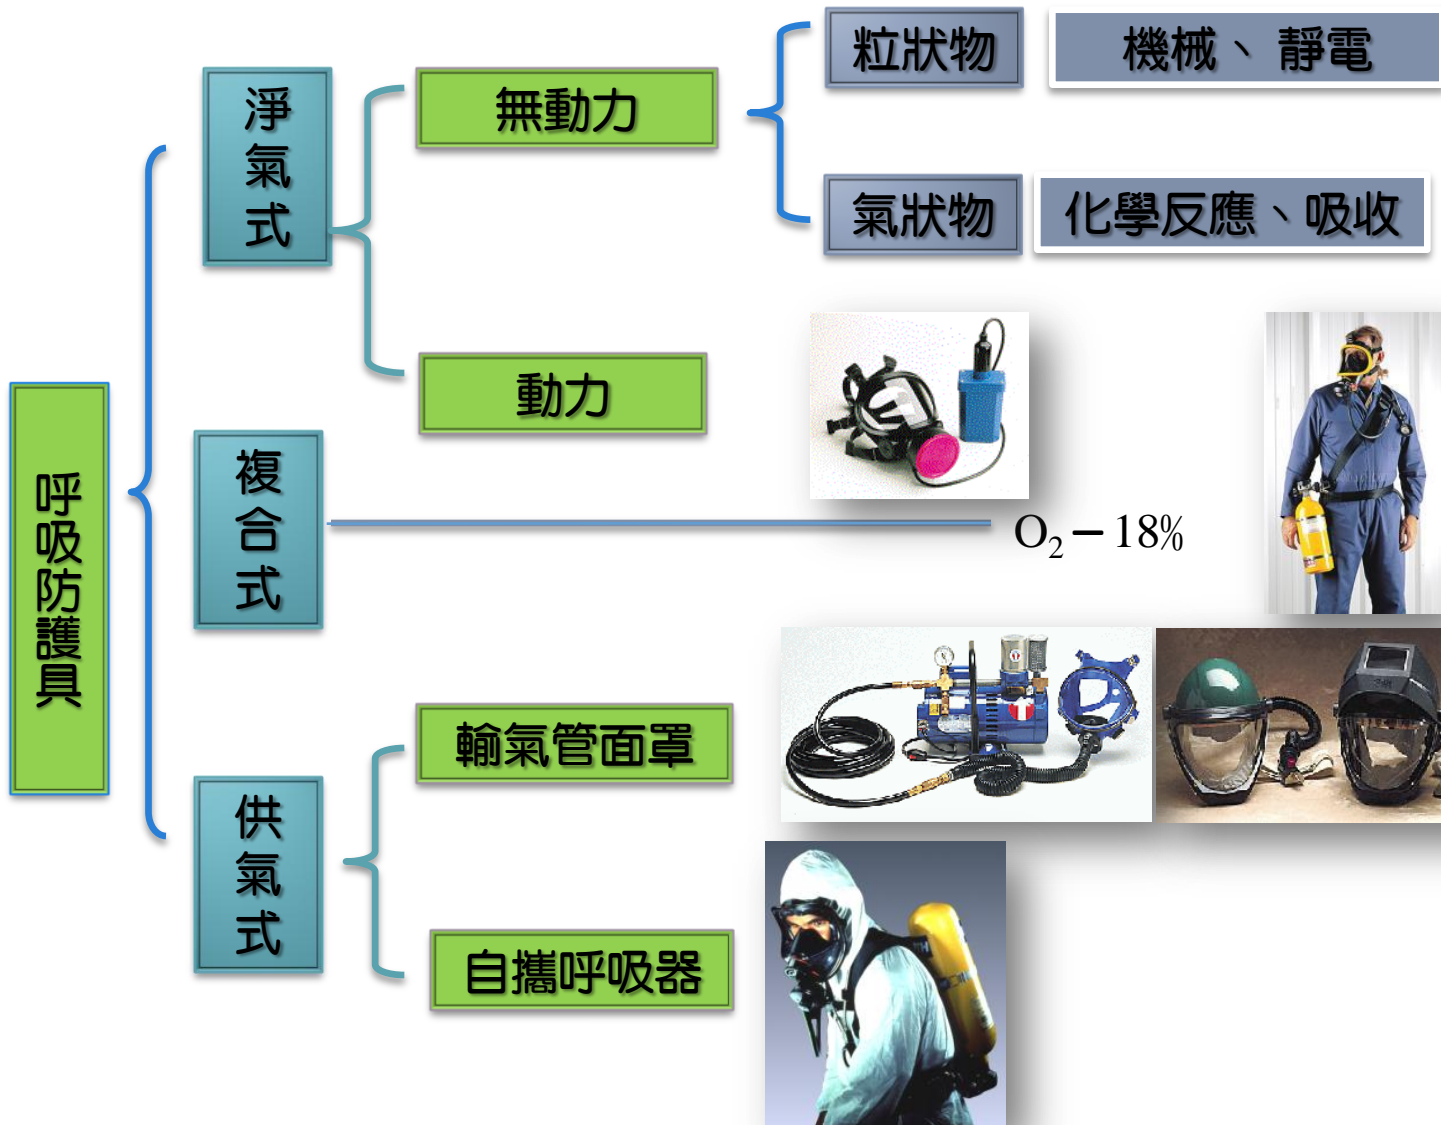 呼吸防護具
淨氣式
無動力
粒狀物
機械、靜電
氣狀物
化學反應、吸收
動力
複合式
O₂－18%
供氣式
輸氣管面罩
自攜呼吸器